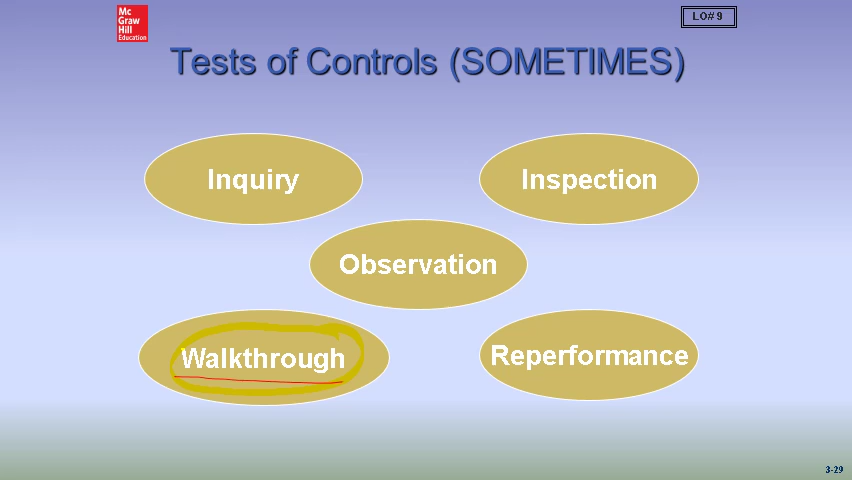 Mc
Graw
Hill
Education
LO# 9
Tests of Controls (SOMETIMES)
Inquiry
Inspection
Observation
Walkthrough
Reperformance
3-29